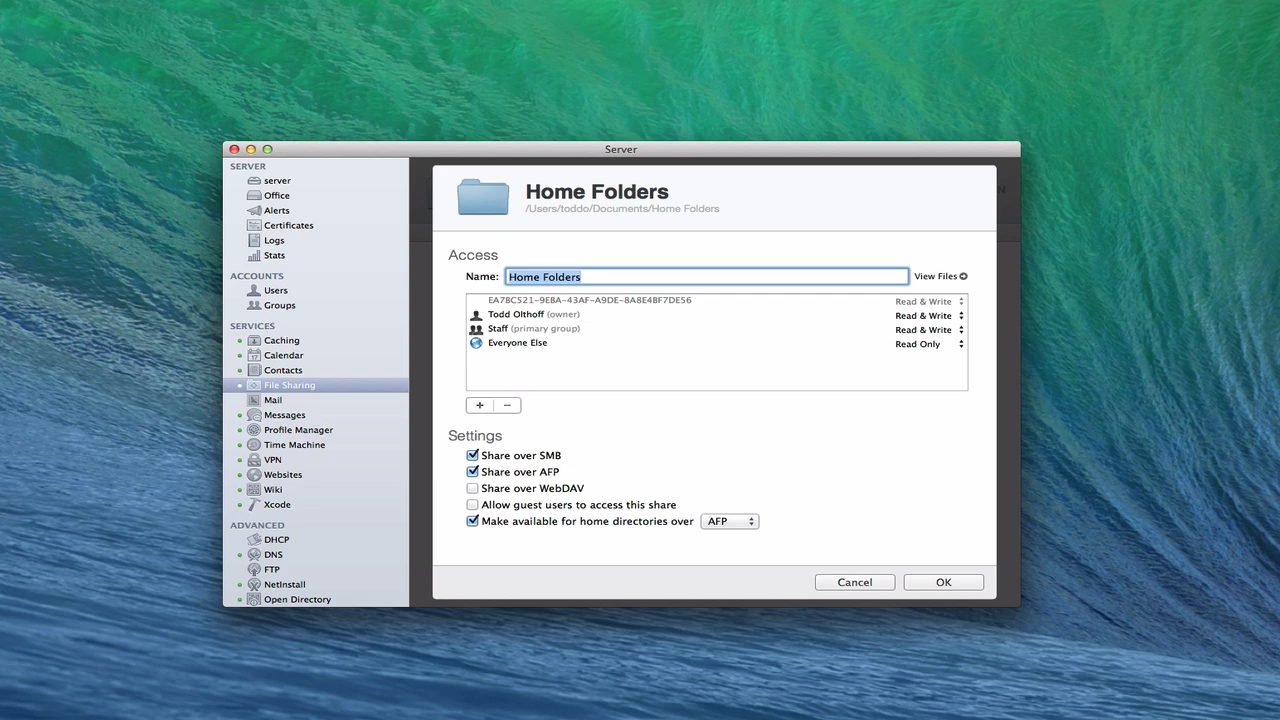 Server
SERVER
server
Office
Alerts
Certificates
Logs
Stats
ACCOUNTS
Users
Groups
SERVICES
Caching
Calendar
Contacts
File Sharing
Mail
Messages
Profile Manager
Time Machine
VPN
Websites
Wiki
Xcode
ADVANCED
DHCP
DNS
FTP
NetInstall
Open Directory
Home Folders
/Users/toddo/Documents/Home Folders
Access
Name: Home Folders View Files
EA7BC521-9EBA-43AF-A9DE-8A8E4BF7DE56 Read & Write
Todd Olthoff (owner) Read & Write
Staff (primary group) Read & Write
Everyone Else Read Only
+ −
Settings
Share over SMB
Share over AFP
Share over WebDAV
Allow guest users to access this share
Make available for home directories over AFP
Cancel OK